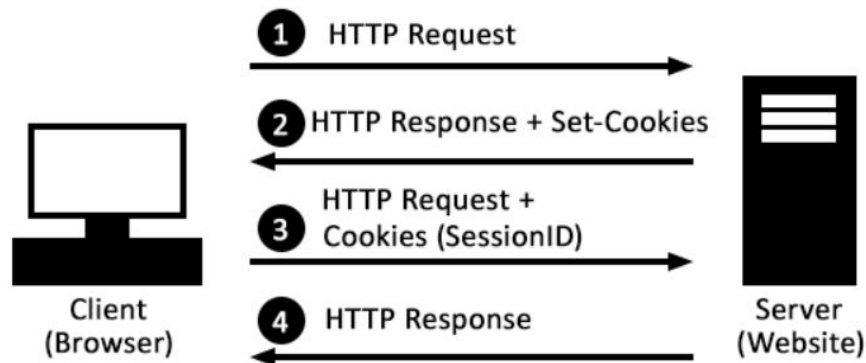 1 HTTP Request
2 HTTP Response + Set-Cookies
3 HTTP Request +
Cookies (SessionID)
4 HTTP Response
Client
(Browser)
Server
(Website)